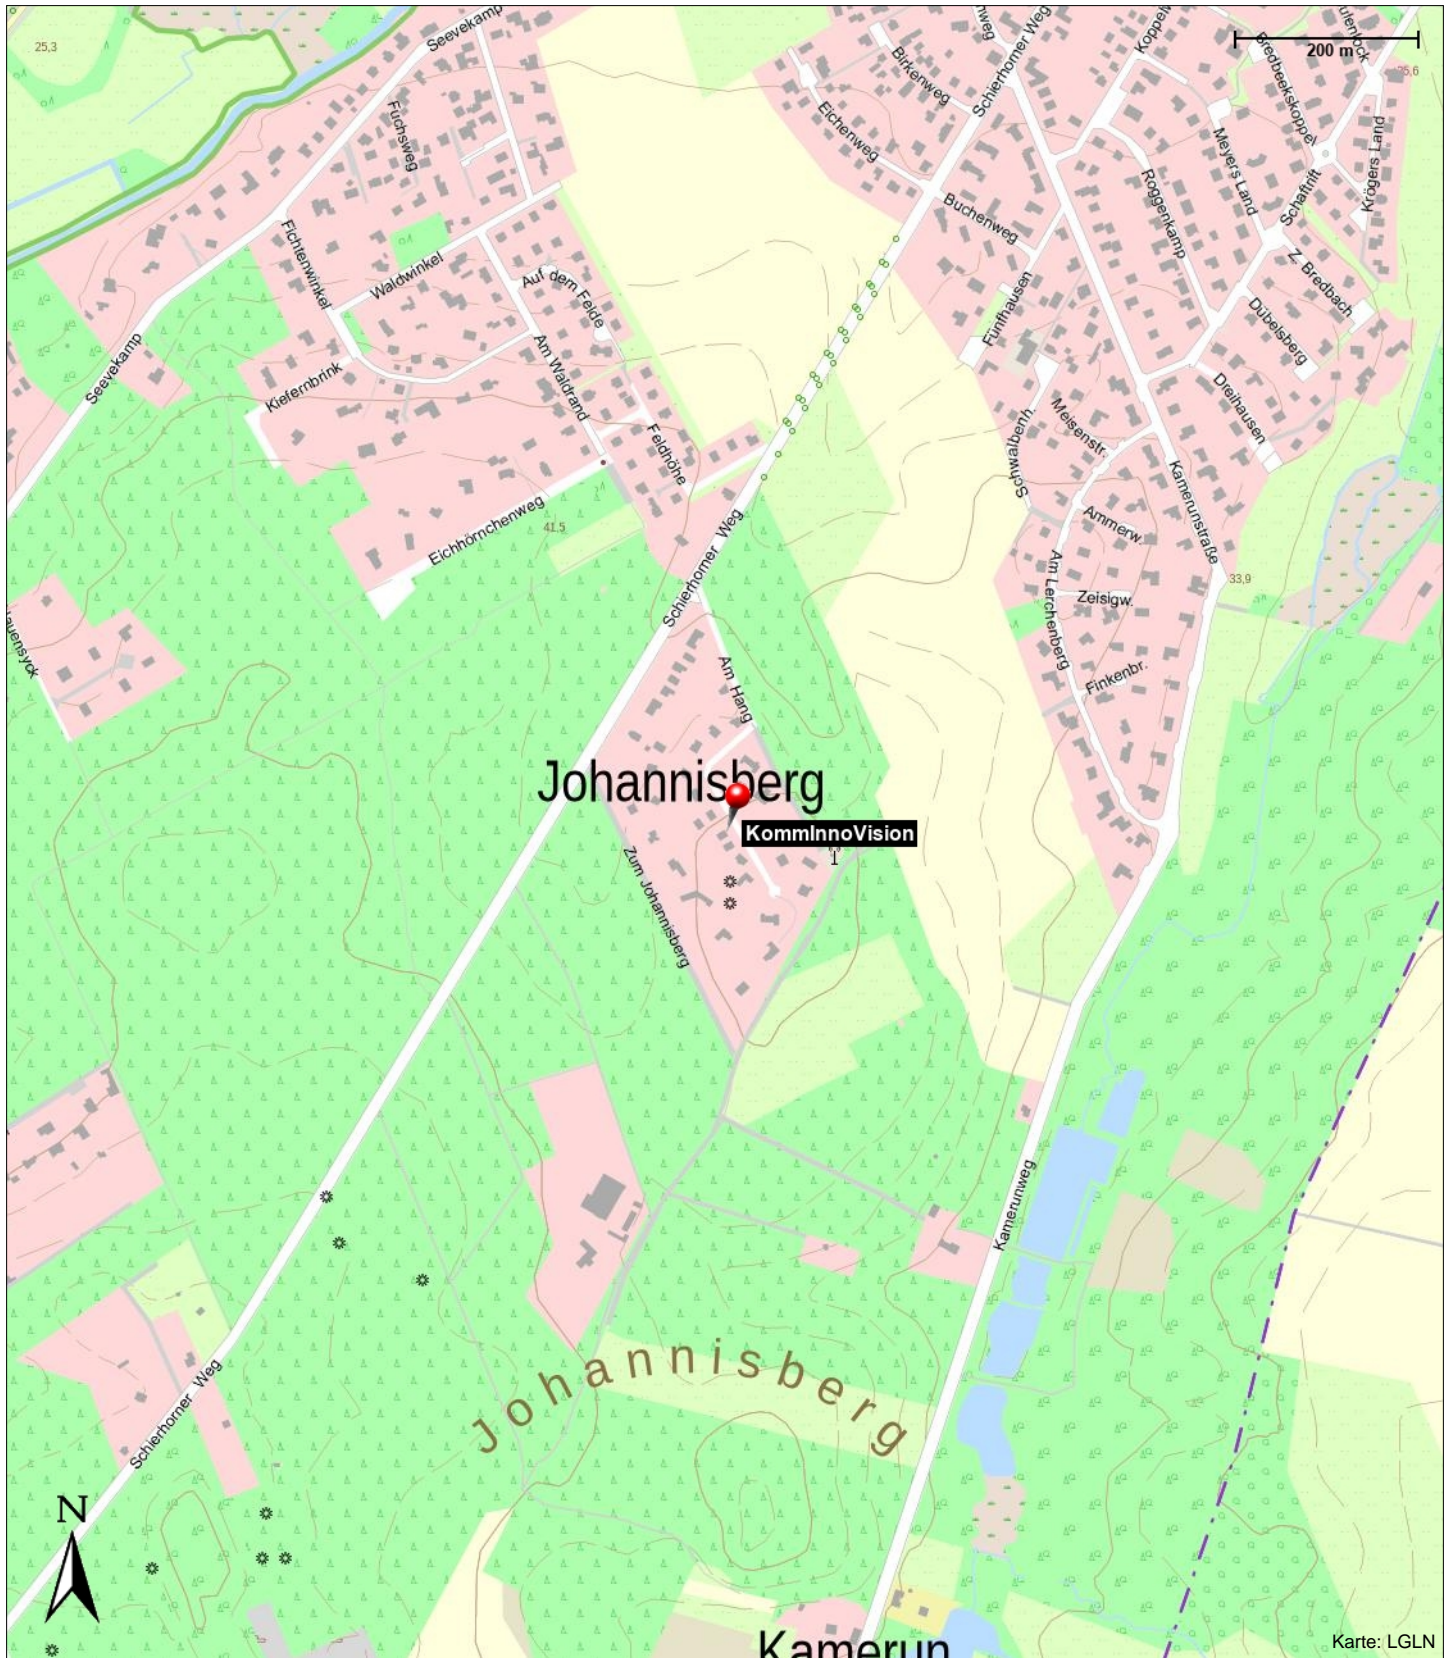 Seevekamp
Schierhorner Weg
200 m
25,3
Birkenweg
Bredbeekskoppel
Fuchsweg
Eichenweg
Meyers Land
Krögers Land
Schaftrift
Roggenkamp
Buchenweg
Fichtenwinkel
Waldwinkel
Auf dem Felde
Z. Bredbach
Fünfhausen
Dubelsberg
Seevekamp
Kiefernbrink
Am Waldrand
Dreihausen
Meisenstr.
Schwalbenh.
Feldhöhe
Kamerunstraße
Eichhörnchenweg
41,5
Ammerw.
Schierhorner Weg
33,9
Am Lerchenberg
Zeisigw.
Finkenbr.
Am Hang
Johannisberg
KommInnoVision
Zum Johannisberg
Kamerunweg
Johannisberg
Schierhorner Weg
N
Kamerun
Karte: LGLN